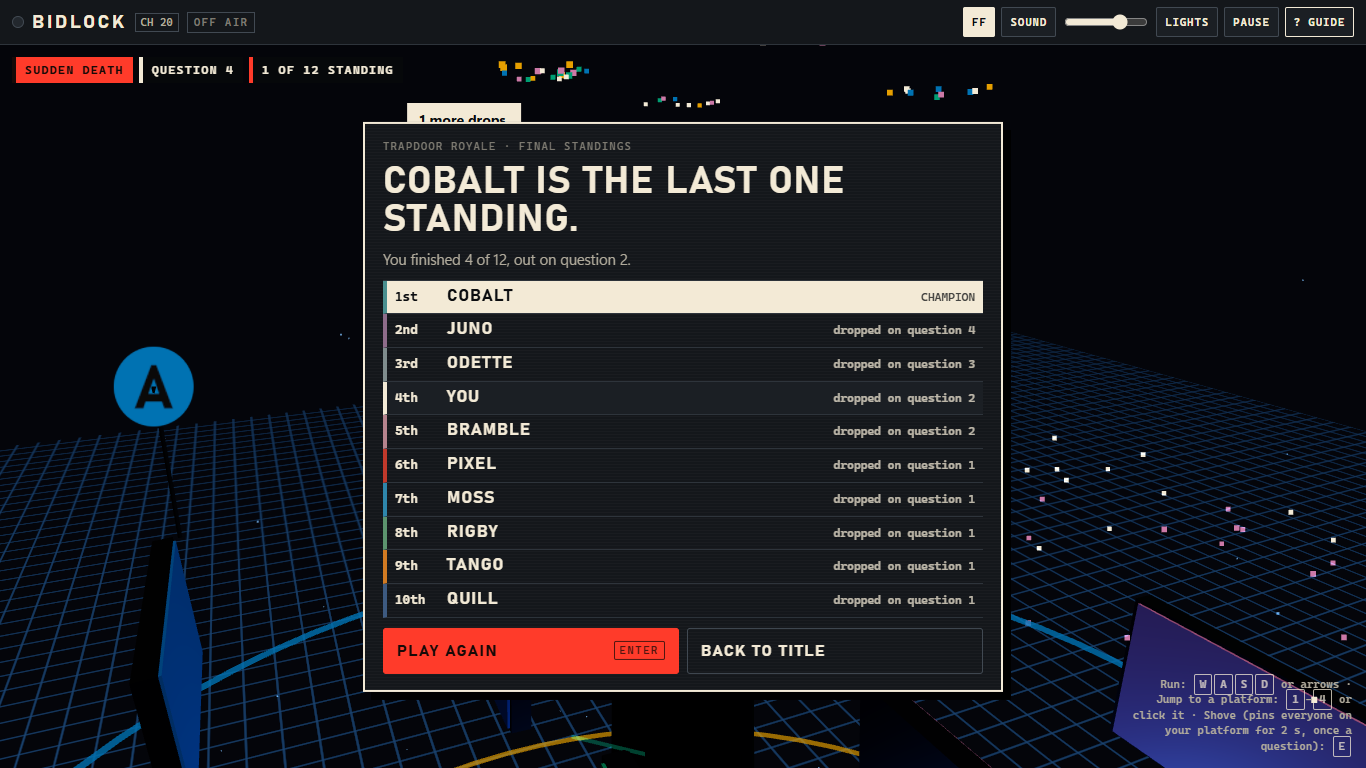 BIDLOCK CH 20 OFF AIR FF SOUND LIGHTS PAUSE ? GUIDE
SUDDEN DEATH QUESTION 4 1 OF 12 STANDING
1 more drops
TRAPDOOR ROYALE · FINAL STANDINGS
COBALT IS THE LAST ONE
STANDING.
You finished 4 of 12, out on question 2.
1st COBALT CHAMPION
2nd JUNO dropped on question 4
3rd ODETTE dropped on question 3
4th YOU dropped on question 2
5th BRAMBLE dropped on question 2
6th PIXEL dropped on question 1
7th MOSS dropped on question 1
8th RIGBY dropped on question 1
9th TANGO dropped on question 1
10th QUILL dropped on question 1
PLAY AGAIN ENTER BACK TO TITLE
A
Run: W A S D or arrows ·
Jump to a platform: 1 4 or
click it · Shove (pins everyone on
your platform for 2 s, once a
question): E